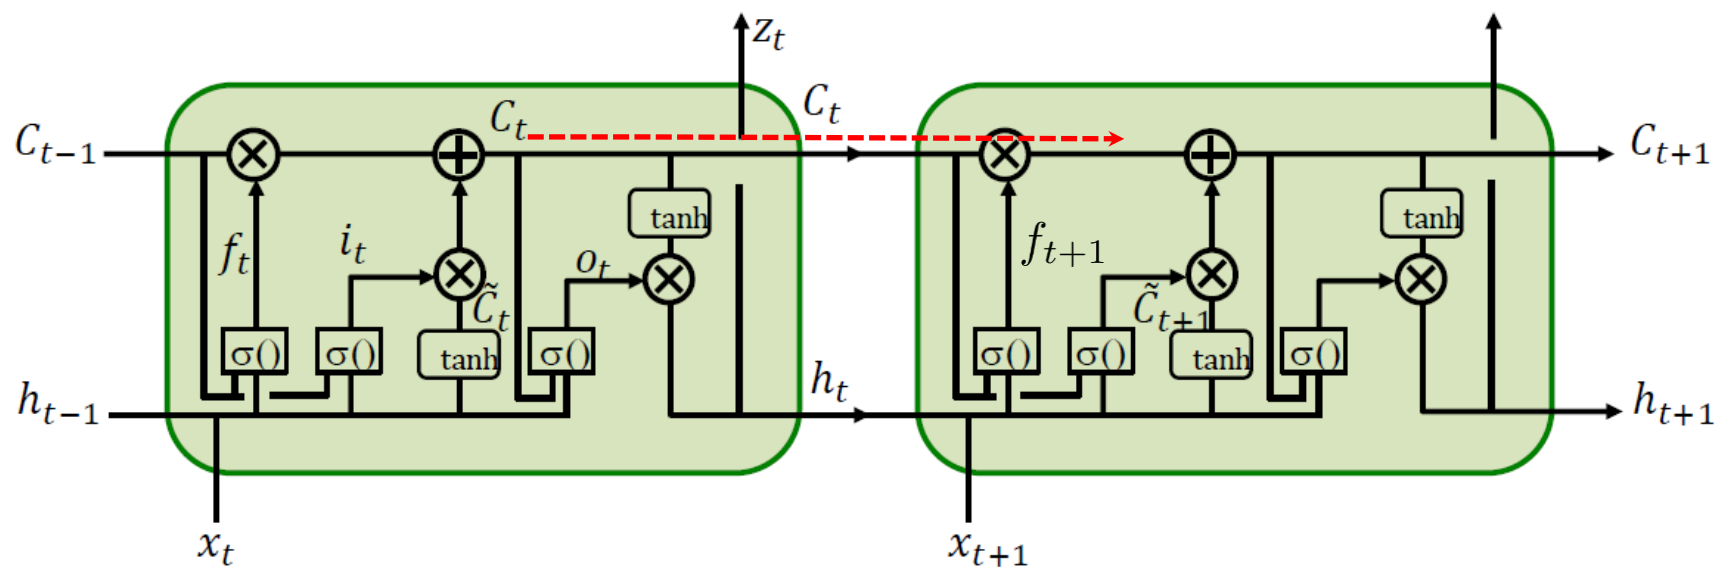 z_t
C_{t-1}
C_t
C_t
C_{t+1}
f_t
i_t
o_t
tanh
f_{t+1}
tanh
C̃_t
C̃_{t+1}
σ()
σ()
tanh
σ()
σ()
σ()
tanh
σ()
h_{t-1}
h_t
h_{t+1}
x_t
x_{t+1}